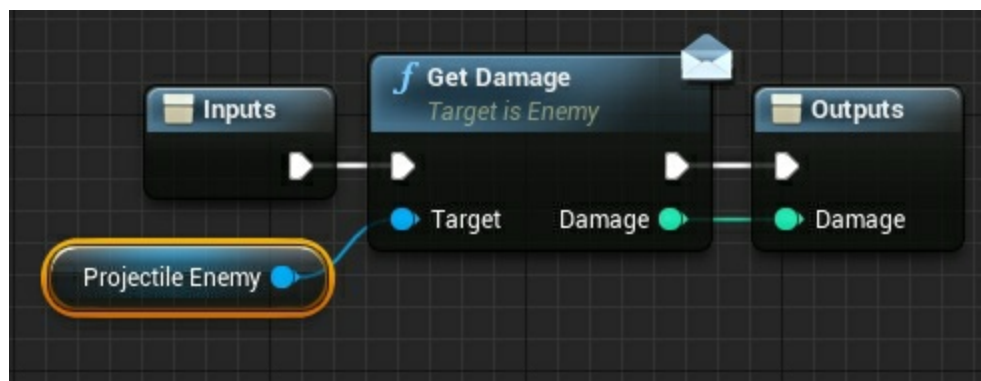 Inputs
f Get Damage
Target is Enemy
Target
Damage
Outputs
Damage
Projectile Enemy